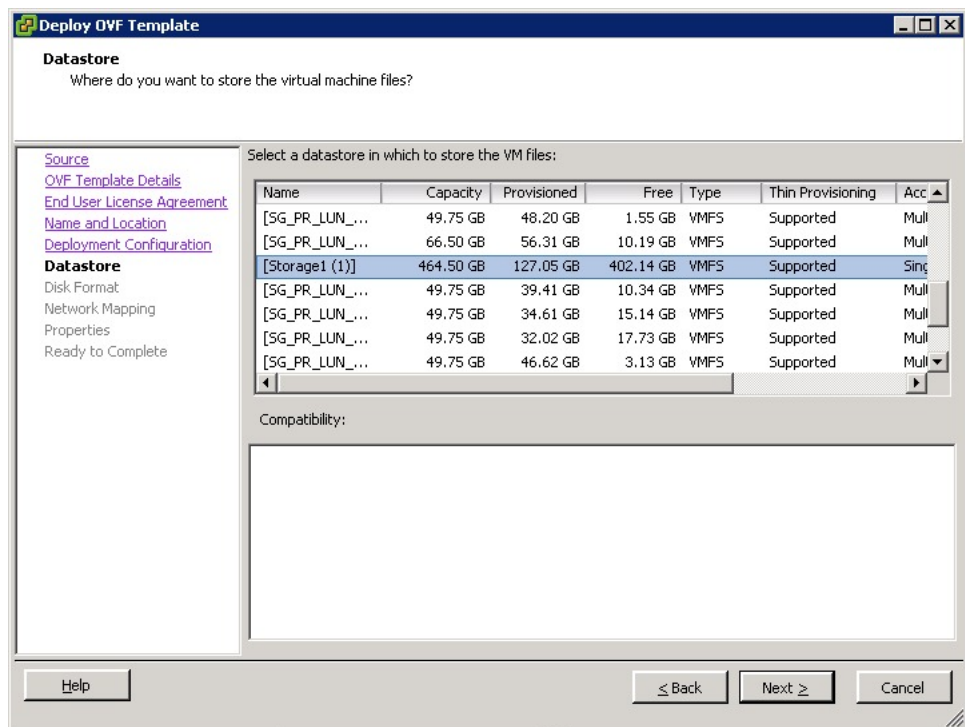 Deploy OVF Template
Datastore
Where do you want to store the virtual machine files?
Source
OVF Template Details
End User License Agreement
Name and Location
Deployment Configuration
Datastore
Disk Format
Network Mapping
Properties
Ready to Complete
Select a datastore in which to store the VM files:
Name Capacity Provisioned Free Type Thin Provisioning Acc
[SG_PR_LUN_... 49.75 GB 48.20 GB 1.55 GB VMFS Supported Mul
[SG_PR_LUN_... 66.50 GB 56.31 GB 10.19 GB VMFS Supported Mul
[Storage1 (1)] 464.50 GB 127.05 GB 402.14 GB VMFS Supported Sing
[SG_PR_LUN_... 49.75 GB 39.41 GB 10.34 GB VMFS Supported Mul
[SG_PR_LUN_... 49.75 GB 34.61 GB 15.14 GB VMFS Supported Mul
[SG_PR_LUN_... 49.75 GB 32.02 GB 17.73 GB VMFS Supported Mul
[SG_PR_LUN_... 49.75 GB 46.62 GB 3.13 GB VMFS Supported Mul
Compatibility:
Help
< Back
Next >
Cancel